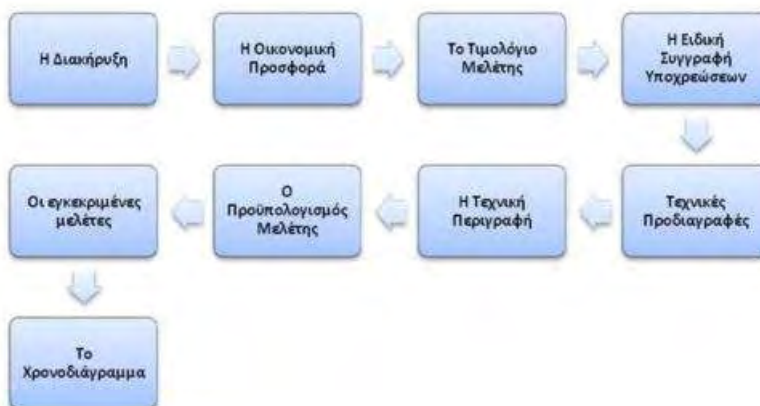 Η Διακήρυξη
Η Οικονομική
Προσφορά
Το Τιμολόγιο
Μελέτης
Η Ειδική
Συγγραφή
Υποχρεώσεων
Τεχνικές
Προδιαγραφές
Η Τεχνική
Περιγραφή
Ο
Προϋπολογισμός
Μελέτης
Οι εγκεκριμένες
μελέτες
Το
Χρονοδιάγραμμα